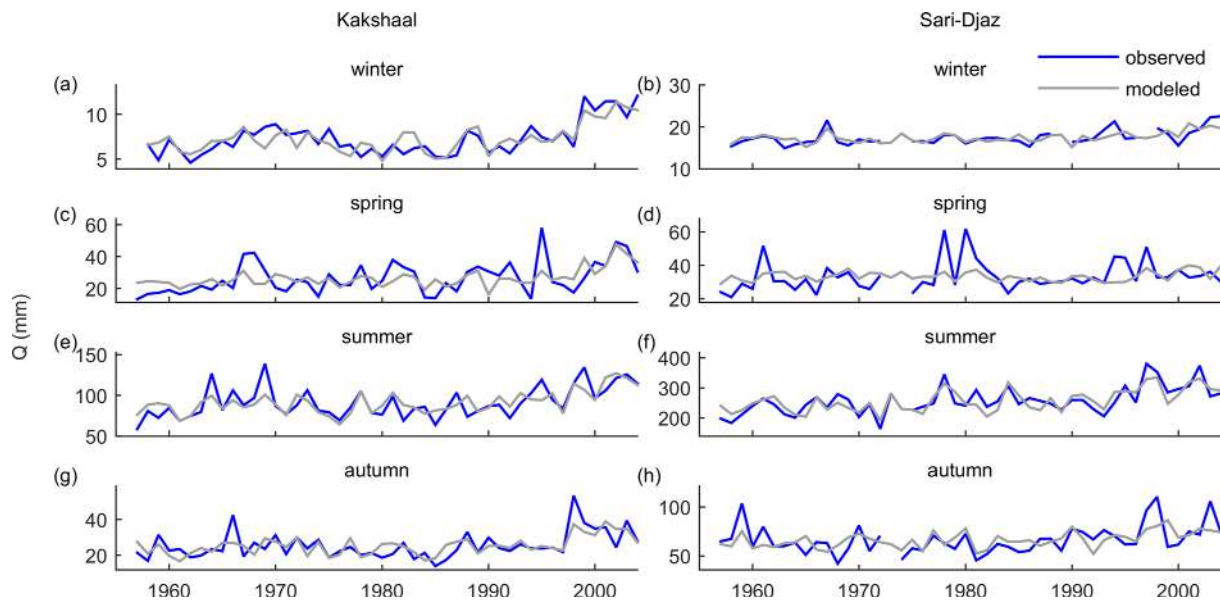 Kakshaal
Sari-Djaz
observed
modeled
(a)
winter
10
5
(b)
winter
30
20
10
(c)
spring
60
40
20
(d)
spring
60
40
20
Q (mm)
(e)
summer
150
100
50
(f)
summer
400
300
200
(g)
autumn
40
20
1960 1970 1980 1990 2000
(h)
autumn
100
50
1960 1970 1980 1990 2000